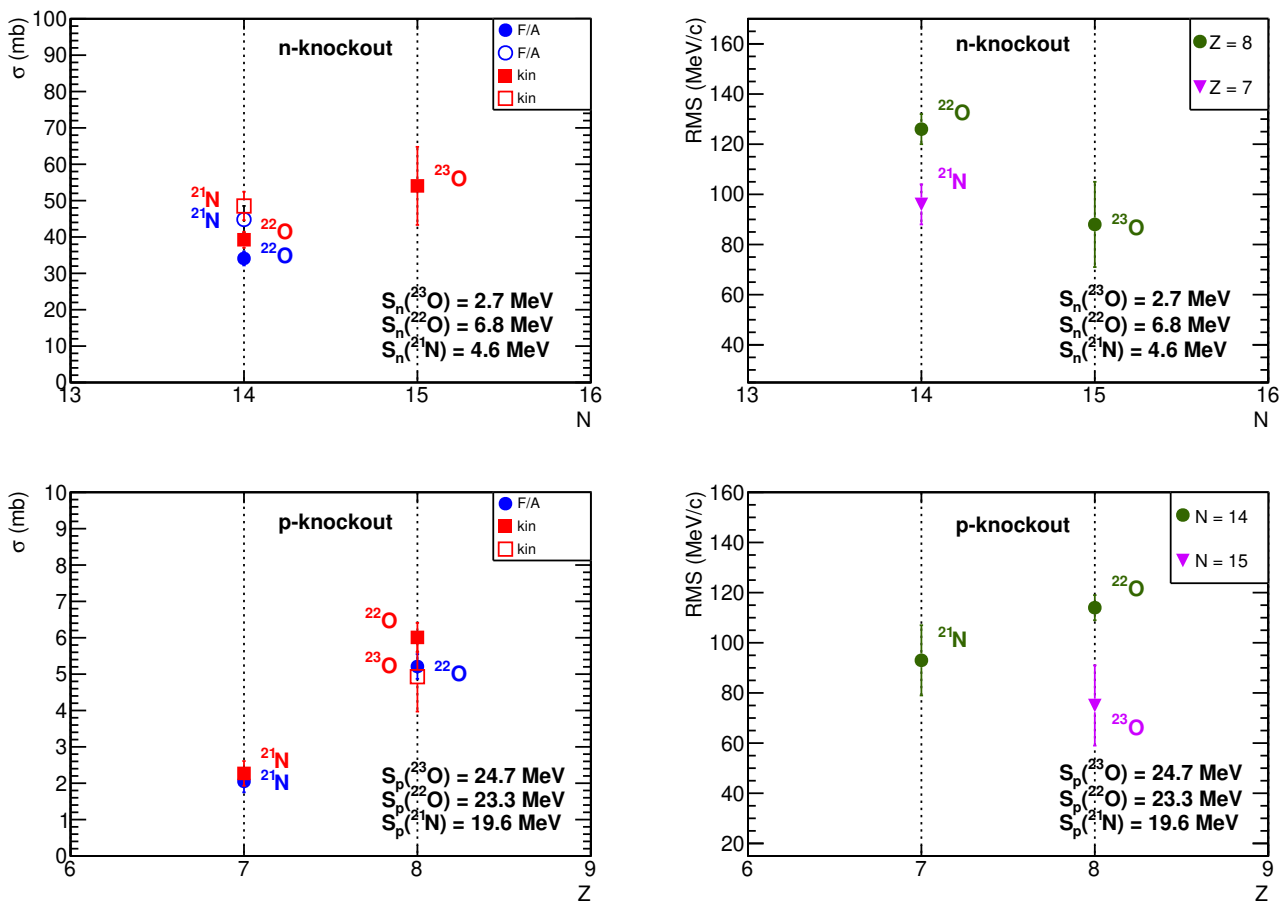 n-knockout
F/A
F/A
kin
kin
σ (mb)
100
90
80
70
60
50
40
30
20
10
0
²¹N
²¹N
²²O
²²O
²³O
Sₙ(²³O) = 2.7 MeV
Sₙ(²²O) = 6.8 MeV
Sₙ(²¹N) = 4.6 MeV
13 14 15 16
N
n-knockout
Z = 8
Z = 7
RMS (MeV/c)
160
140
120
100
80
60
40
²²O
²¹N
²³O
Sₙ(²³O) = 2.7 MeV
Sₙ(²²O) = 6.8 MeV
Sₙ(²¹N) = 4.6 MeV
13 14 15 16
N
p-knockout
F/A
kin
kin
σ (mb)
10
9
8
7
6
5
4
3
2
1
0
²²O
²³O
²²O
²¹N
²¹N
Sₚ(²³O) = 24.7 MeV
Sₚ(²²O) = 23.3 MeV
Sₚ(²¹N) = 19.6 MeV
6 7 8 9
Z
p-knockout
N = 14
N = 15
RMS (MeV/c)
160
140
120
100
80
60
40
20
²²O
²¹N
²³O
Sₚ(²³O) = 24.7 MeV
Sₚ(²²O) = 23.3 MeV
Sₚ(²¹N) = 19.6 MeV
6 7 8 9
Z